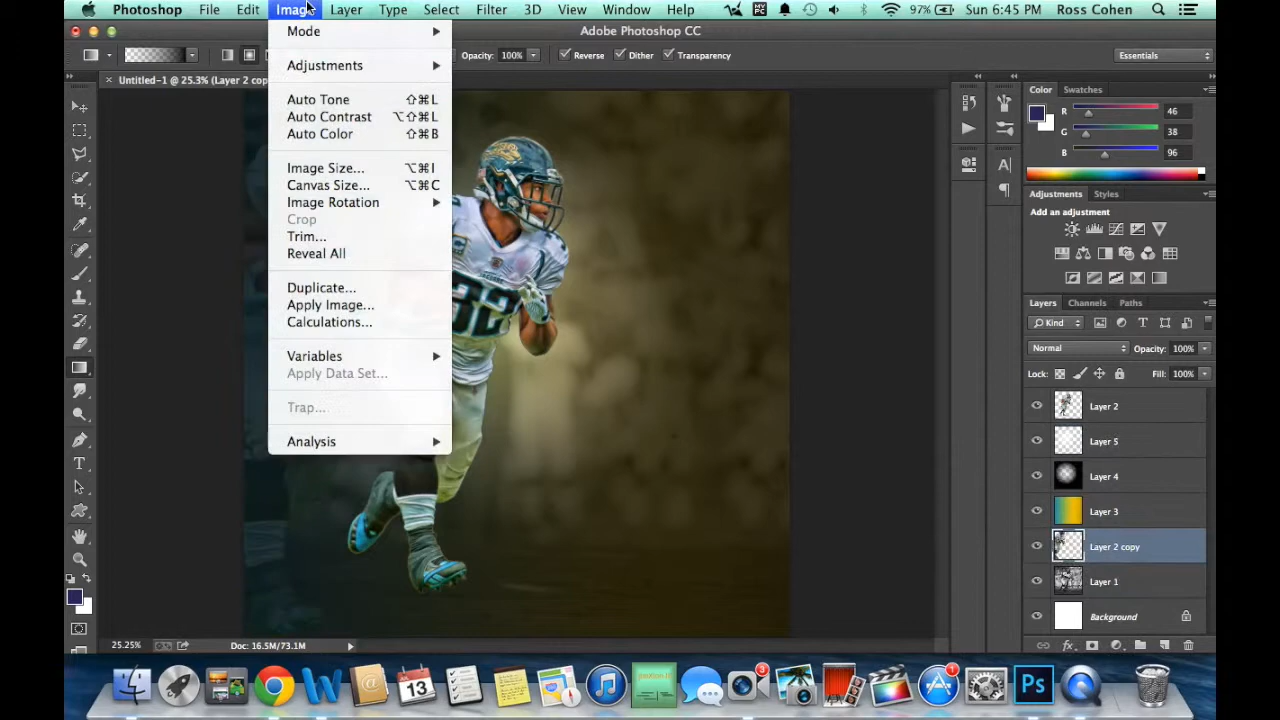 Photoshop File Edit Image Layer Type Select Filter 3D View Window Help 97% Sun 6:45 PM Ross Cohen
Adobe Photoshop CC
Opacity: 100% Reverse Dither Transparency Essentials
Untitled-1 @ 25.3% (Layer 2 cop
Mode
Adjustments
Auto Tone ⇧⌘L
Auto Contrast ⌥⇧⌘L
Auto Color ⇧⌘B
Image Size... ⌥⌘I
Canvas Size... ⌥⌘C
Image Rotation
Crop
Trim...
Reveal All
Duplicate...
Apply Image...
Calculations...
Variables
Apply Data Set...
Trap...
Analysis
32
Color Swatches
R 46
G 38
B 96
Adjustments Styles
Add an adjustment
Layers Channels Paths
Kind
Normal Opacity: 100%
Lock: Fill: 100%
Layer 2
Layer 5
Layer 4
Layer 3
Layer 2 copy
Layer 1
Background
25.25% Doc: 16.5M/73.1M
13
3
1
Ps